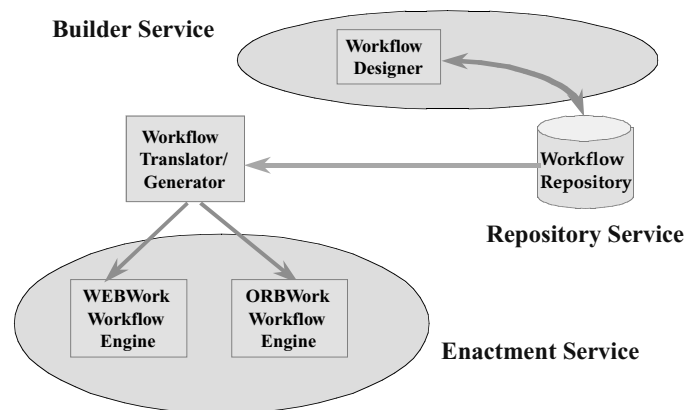 Builder Service
Workflow
Designer
Workflow
Translator/
Generator
Workflow
Repository
Repository Service
WEBWork
Workflow
Engine
ORBWork
Workflow
Engine
Enactment Service